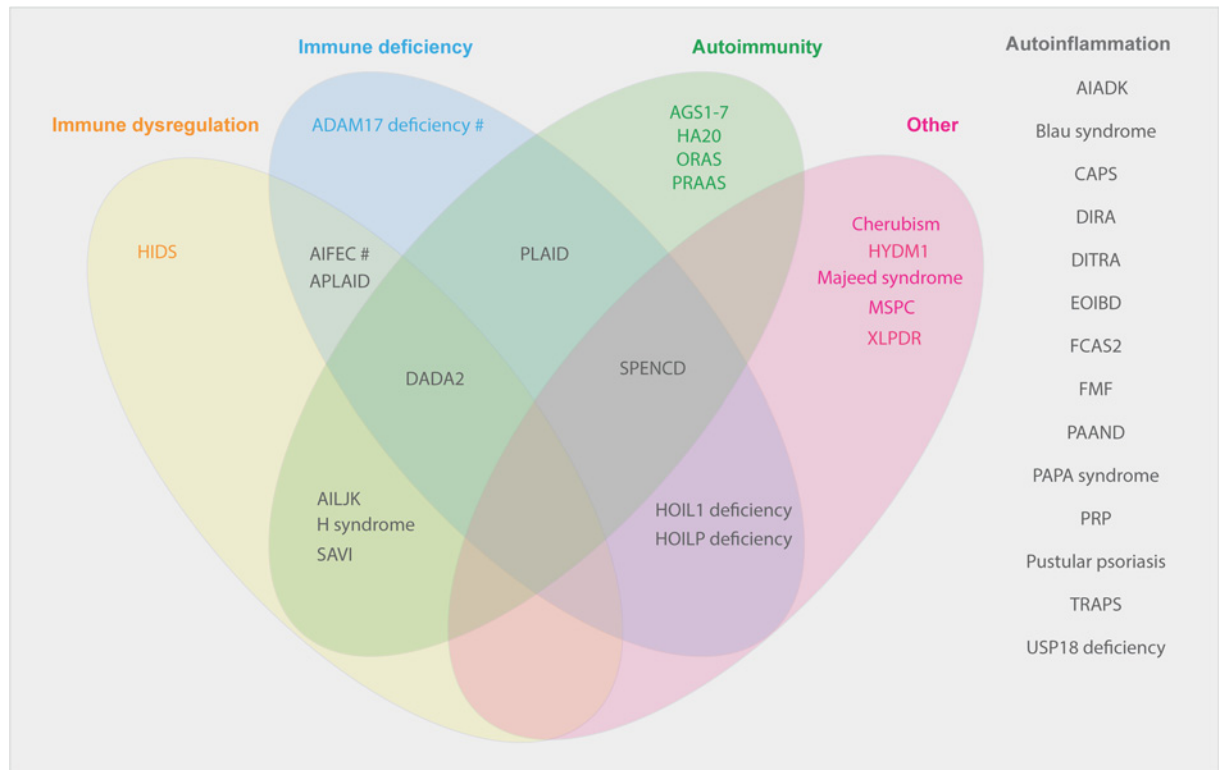 Immune deficiency
Autoimmunity
Autoinflammation
Immune dysregulation
Other
ADAM17 deficiency #
AGS1-7
HA20
ORAS
PRAAS
HIDS
AIFEC #
APLAID
PLAID
Cherubism
HYDM1
Majeed syndrome
MSPC
XLPDR
DADA2
SPENCD
AILJK
H syndrome
SAVI
HOIL1 deficiency
HOILP deficiency
AIADK
Blau syndrome
CAPS
DIRA
DITRA
EOIBD
FCAS2
FMF
PAAND
PAPA syndrome
PRP
Pustular psoriasis
TRAPS
USP18 deficiency